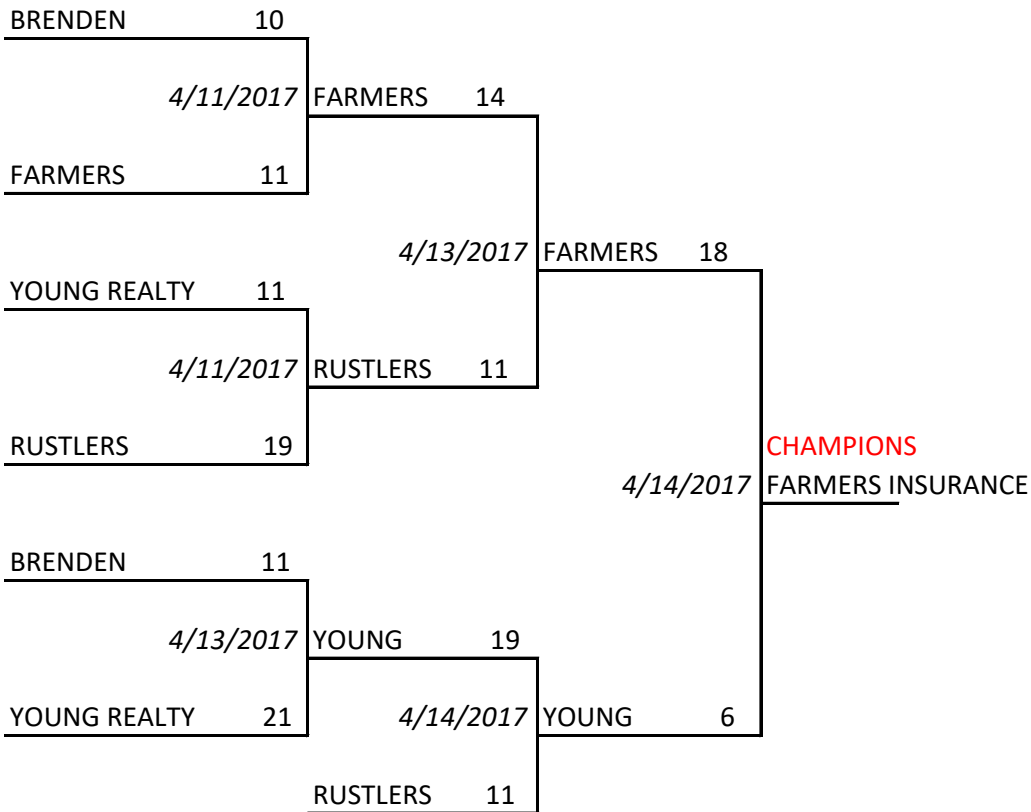 BRENDEN 10
4/11/2017 FARMERS 14
FARMERS 11
4/13/2017 FARMERS 18
YOUNG REALTY 11
4/11/2017 RUSTLERS 11
RUSTLERS 19
CHAMPIONS
4/14/2017 FARMERS INSURANCE
BRENDEN 11
4/13/2017 YOUNG 19
YOUNG REALTY 21
4/14/2017 YOUNG 6
RUSTLERS 11